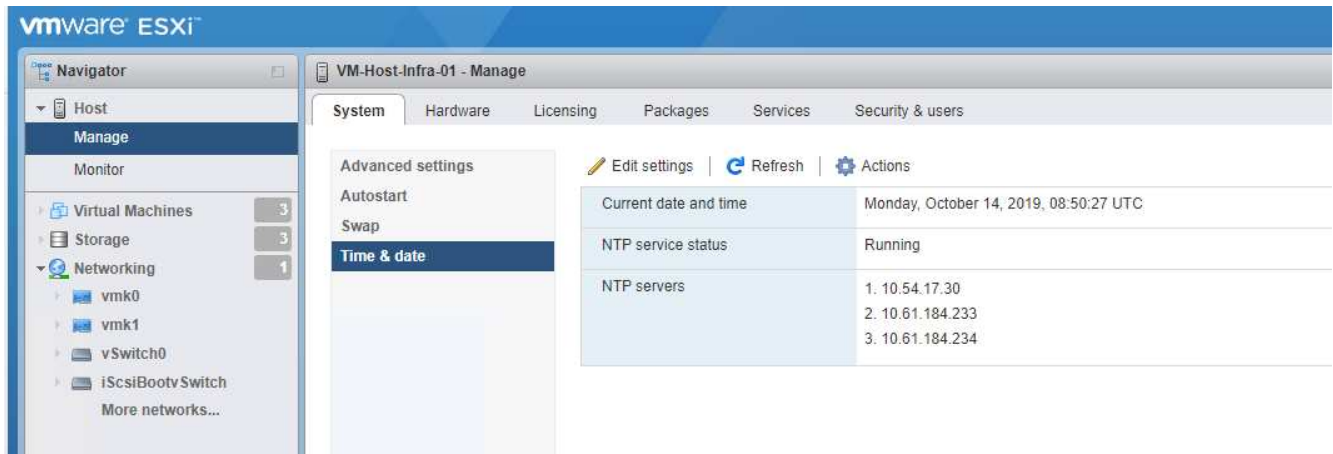 vmware ESXi™
Navigator
Host
Manage
Monitor
Virtual Machines 3
Storage 3
Networking 1
vmk0
vmk1
vSwitch0
iScsiBootvSwitch
More networks...
VM-Host-Infra-01 - Manage
System Hardware Licensing Packages Services Security & users
Advanced settings
Autostart
Swap
Time & date
Edit settings | Refresh | Actions
Current date and time Monday, October 14, 2019, 08:50:27 UTC
NTP service status Running
NTP servers 1. 10.54.17.30
2. 10.61.184.233
3. 10.61.184.234